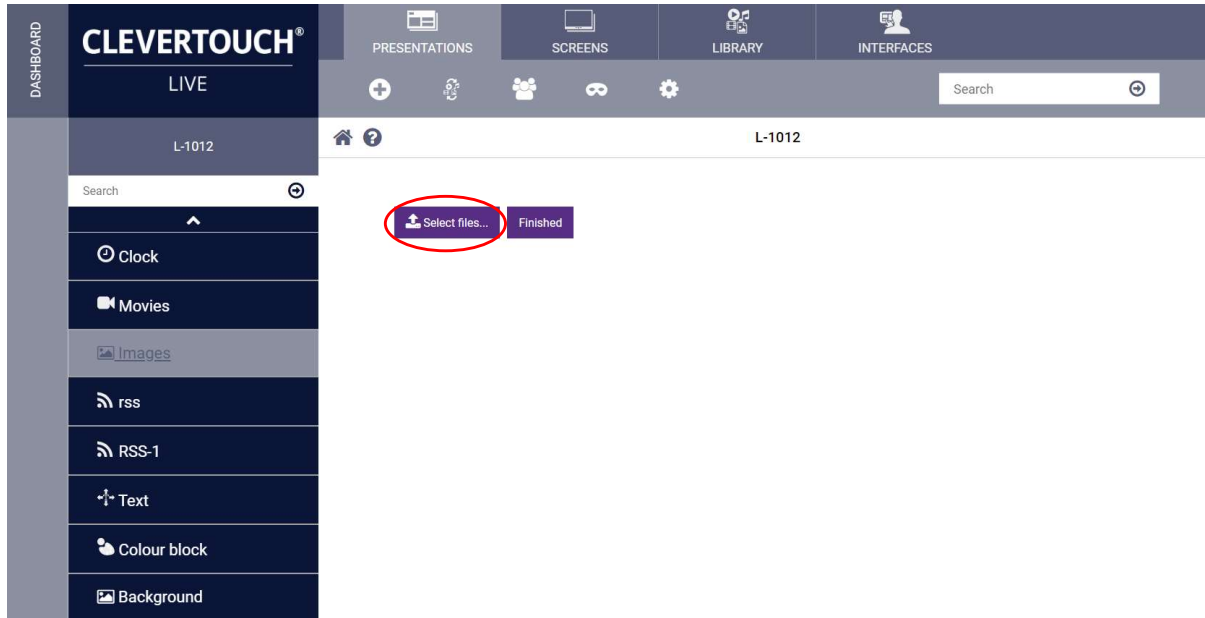 DASHBOARD
CLEVERTOUCH®
LIVE
PRESENTATIONS
SCREENS
LIBRARY
INTERFACES
Search
L-1012
L-1012
Search
Select files...
Finished
Clock
Movies
Images
rss
RSS-1
Text
Colour block
Background